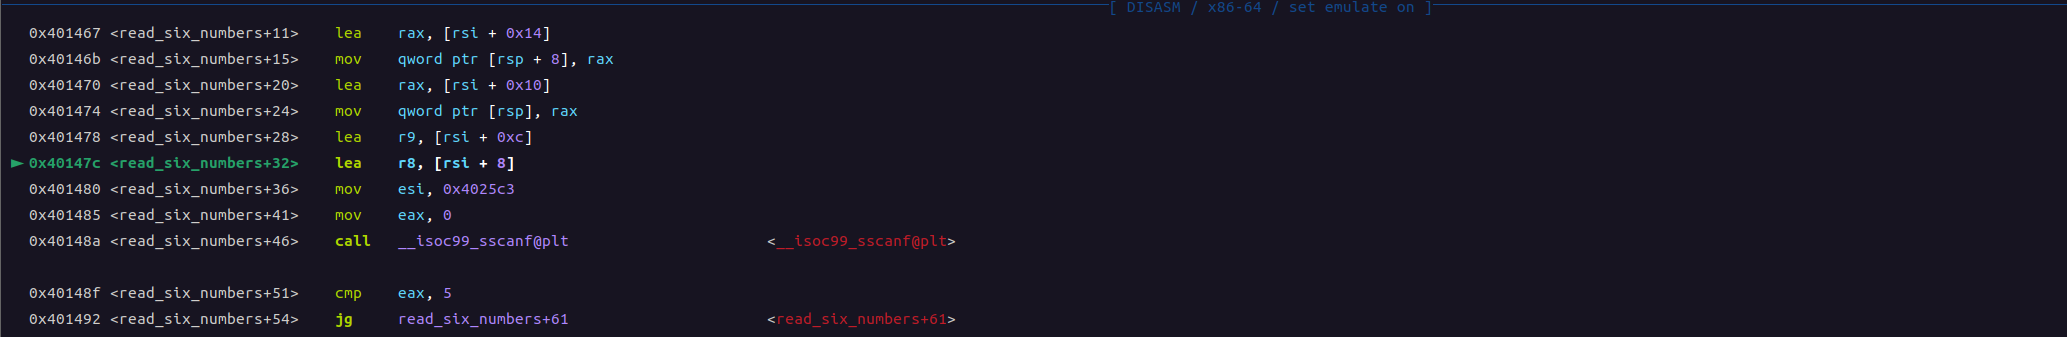 [ DISASM / x86-64 / set emulate on ]
0x401467 <read_six_numbers+11>    lea    rax, [rsi + 0x14]
0x40146b <read_six_numbers+15>    mov    qword ptr [rsp + 8], rax
0x401470 <read_six_numbers+20>    lea    rax, [rsi + 0x10]
0x401474 <read_six_numbers+24>    mov    qword ptr [rsp], rax
0x401478 <read_six_numbers+28>    lea    r9, [rsi + 0xc]
► 0x40147c <read_six_numbers+32>    lea    r8, [rsi + 8]
0x401480 <read_six_numbers+36>    mov    esi, 0x4025c3
0x401485 <read_six_numbers+41>    mov    eax, 0
0x40148a <read_six_numbers+46>    call   __isoc99_sscanf@plt                      <__isoc99_sscanf@plt>
0x40148f <read_six_numbers+51>    cmp    eax, 5
0x401492 <read_six_numbers+54>    jg     read_six_numbers+61                      <read_six_numbers+61>